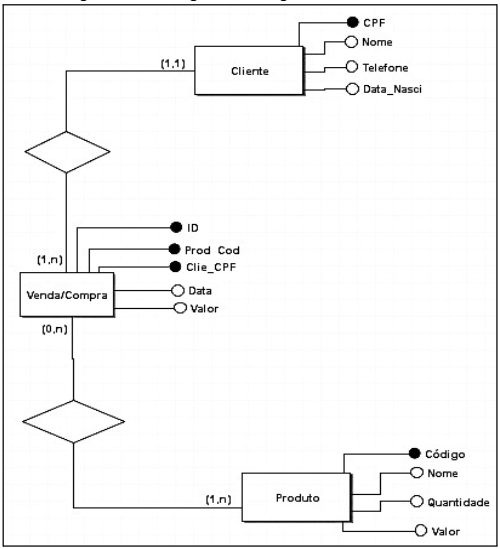 CPF
Nome
(1,1)
Cliente
Telefone
Data_Nasci
ID
Prod_Cod
(1,n)
Clie_CPF
Venda/Compra
Data
Valor
(0,n)
Código
Nome
(1,n)
Produto
Quantidade
Valor